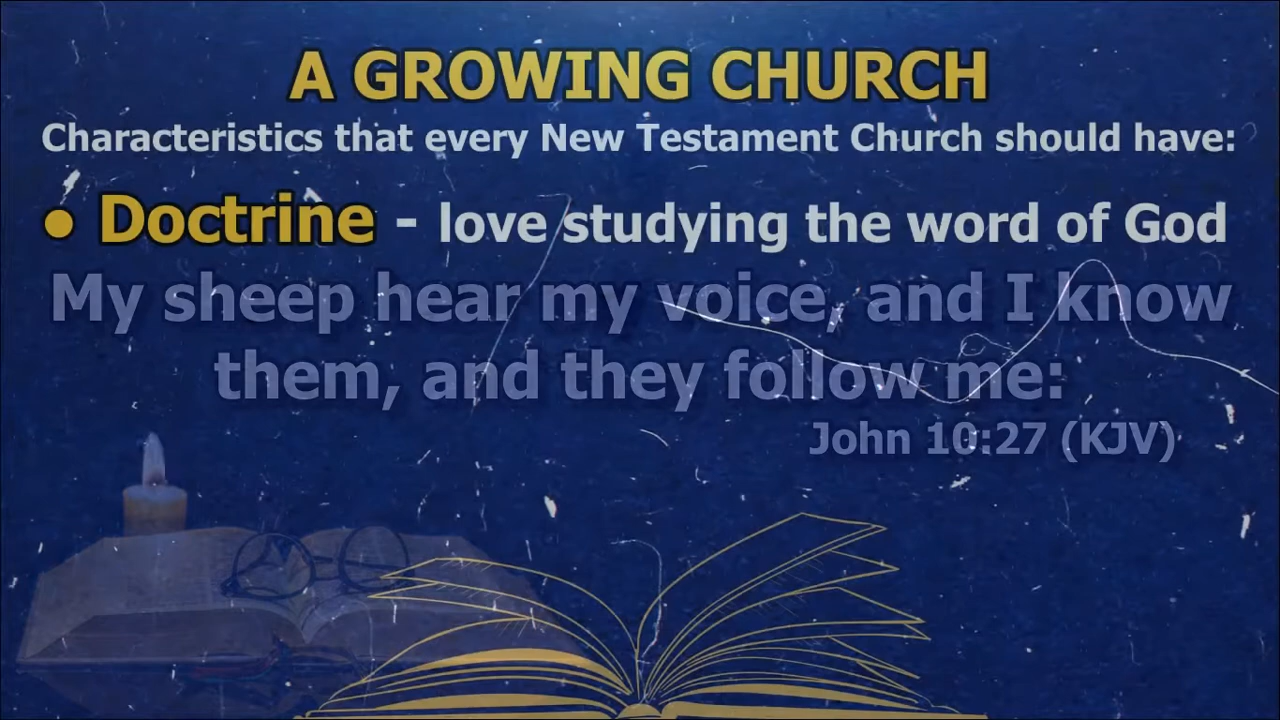 A GROWING CHURCH
Characteristics that every New Testament Church should have:
• Doctrine - love studying the word of God
My sheep hear my voice, and I know
them, and they follow me:
John 10:27 (KJV)